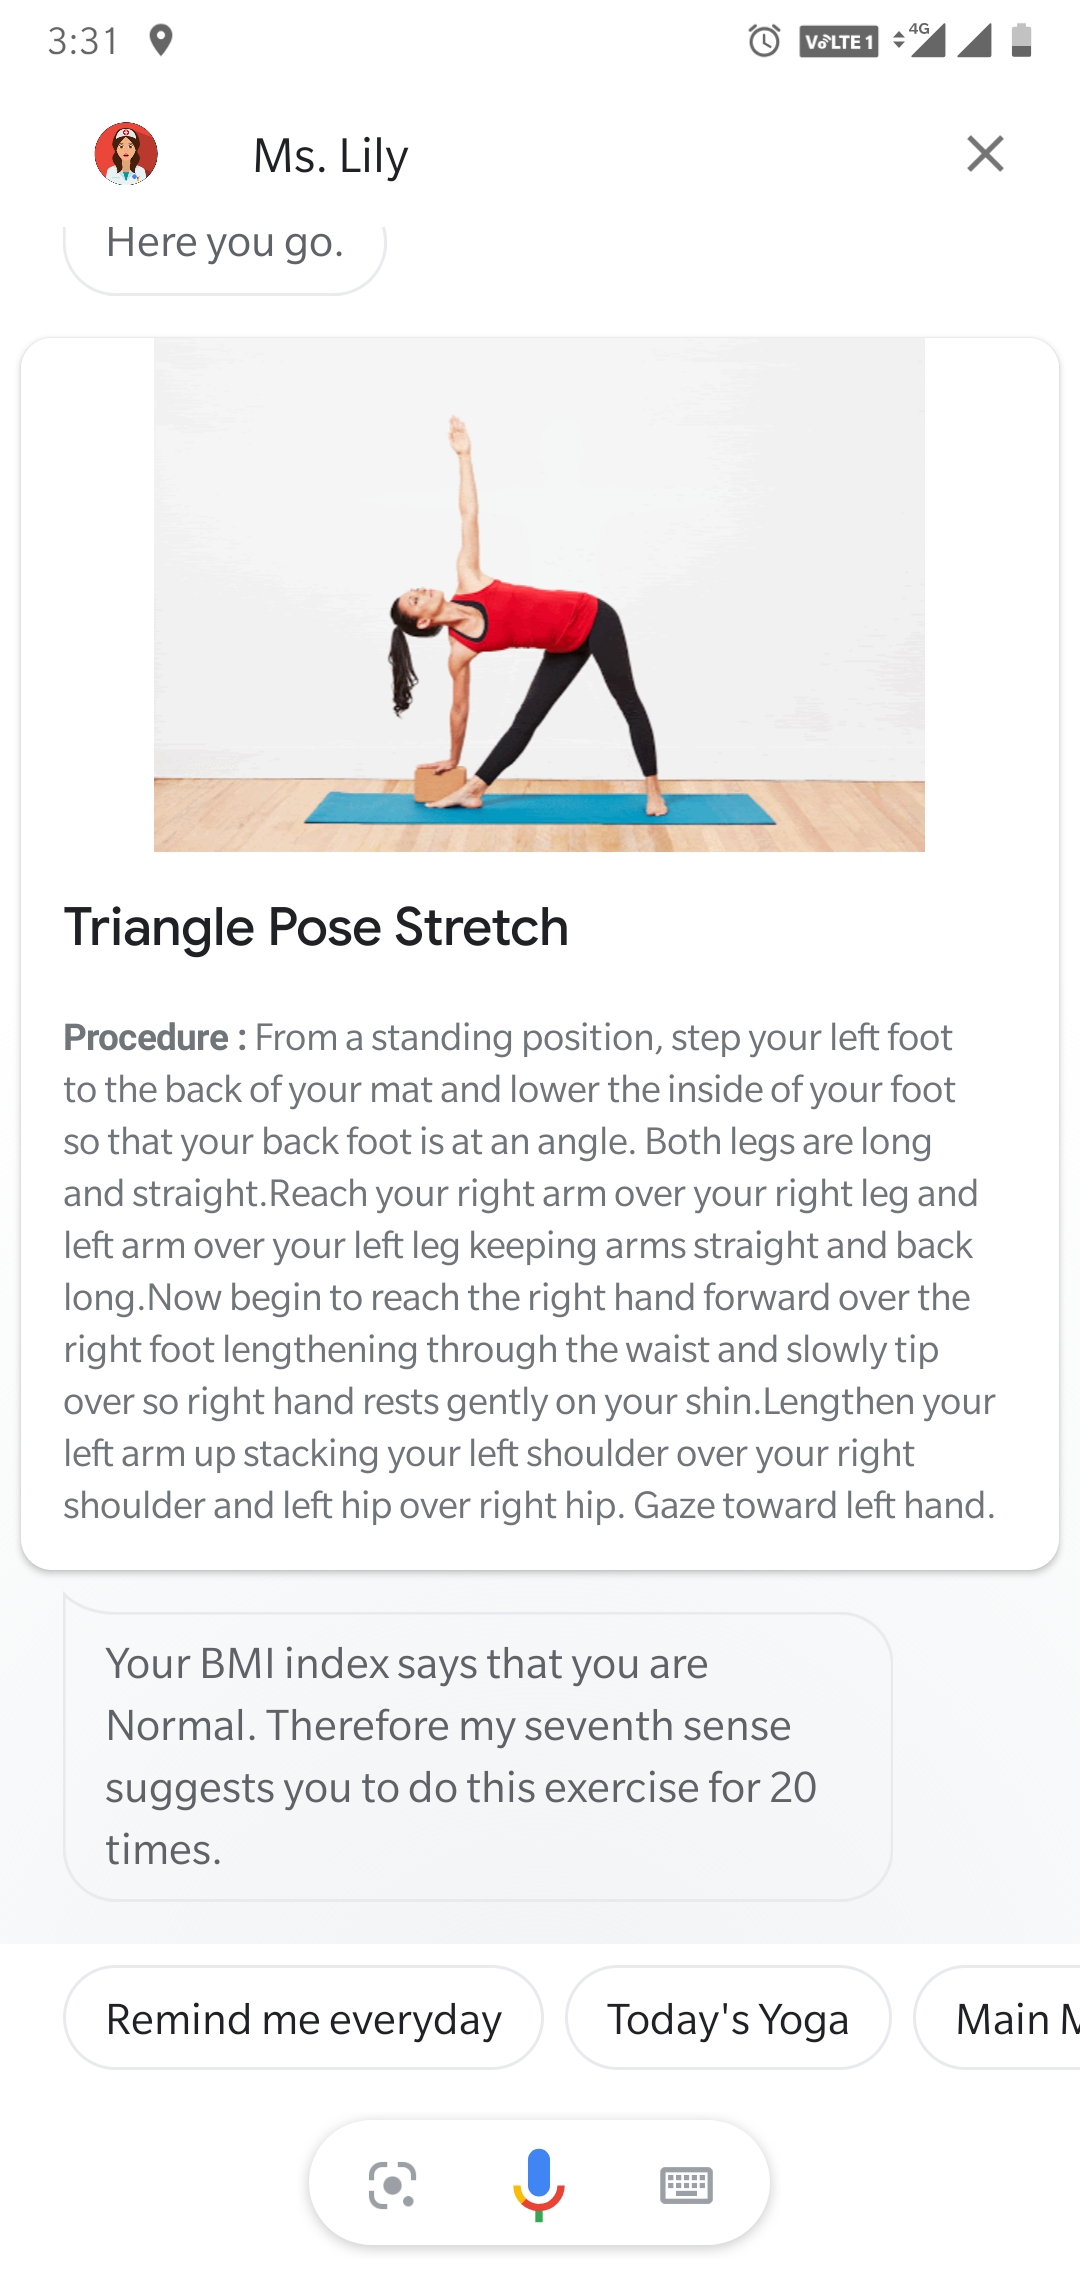 3:31
VoLTE 1
4G
Ms. Lily
Here you go.
Triangle Pose Stretch
Procedure : From a standing position, step your left foot
to the back of your mat and lower the inside of your foot
so that your back foot is at an angle. Both legs are long
and straight.Reach your right arm over your right leg and
left arm over your left leg keeping arms straight and back
long.Now begin to reach the right hand forward over the
right foot lengthening through the waist and slowly tip
over so right hand rests gently on your shin.Lengthen your
left arm up stacking your left shoulder over your right
shoulder and left hip over right hip. Gaze toward left hand.
Your BMI index says that you are
Normal. Therefore my seventh sense
suggests you to do this exercise for 20
times.
Remind me everyday
Today's Yoga
Main